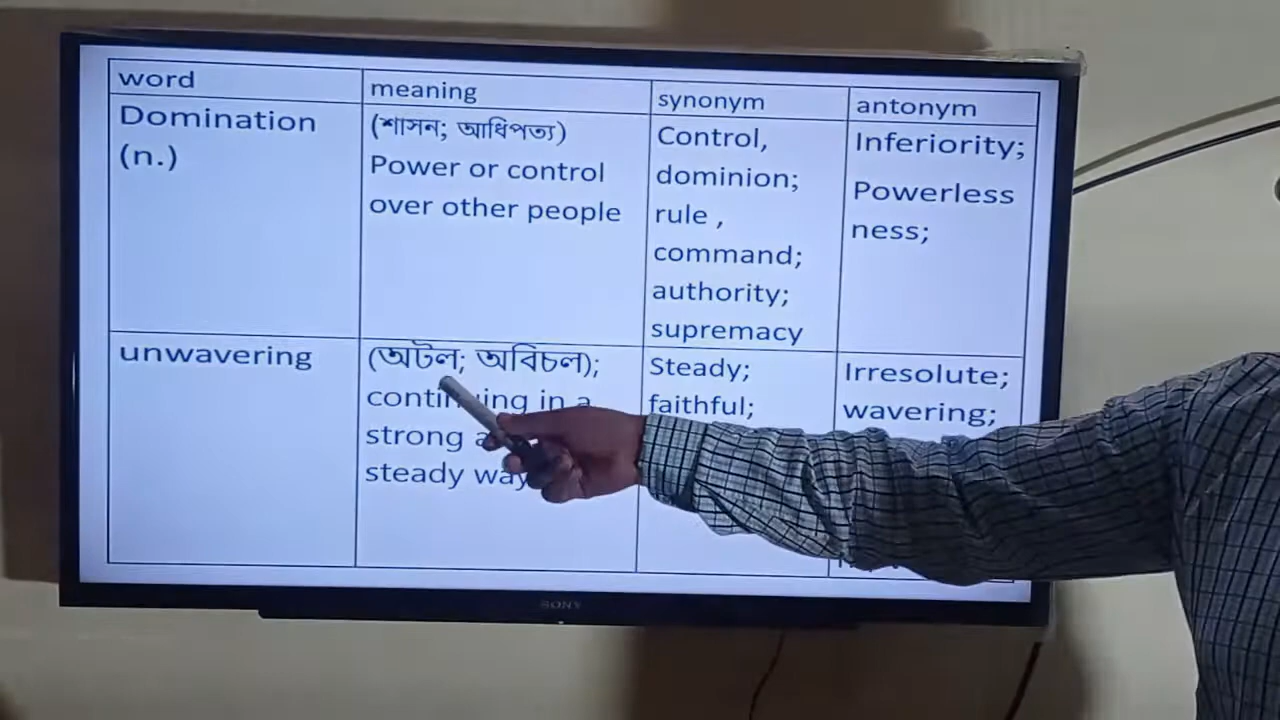 word
meaning
synonym
antonym
Domination
(n.)
(শাসন; আধিপত্য)
Power or control
over other people
Control,
dominion;
rule ,
command;
authority;
supremacy
Inferiority;
Powerless
ness;
unwavering
(অটল; অবিচল);
in a
strong
steady way
Steady;
faithful;
Irresolute;
wavering;
SONY